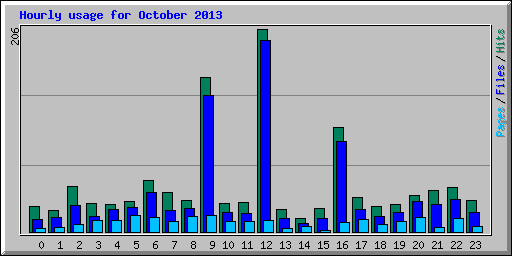 Hourly usage for October 2013
206
Pages/Files/Hits
0 1 2 3 4 5 6 7 8 9 10 11 12 13 14 15 16 17 18 19 20 21 22 23